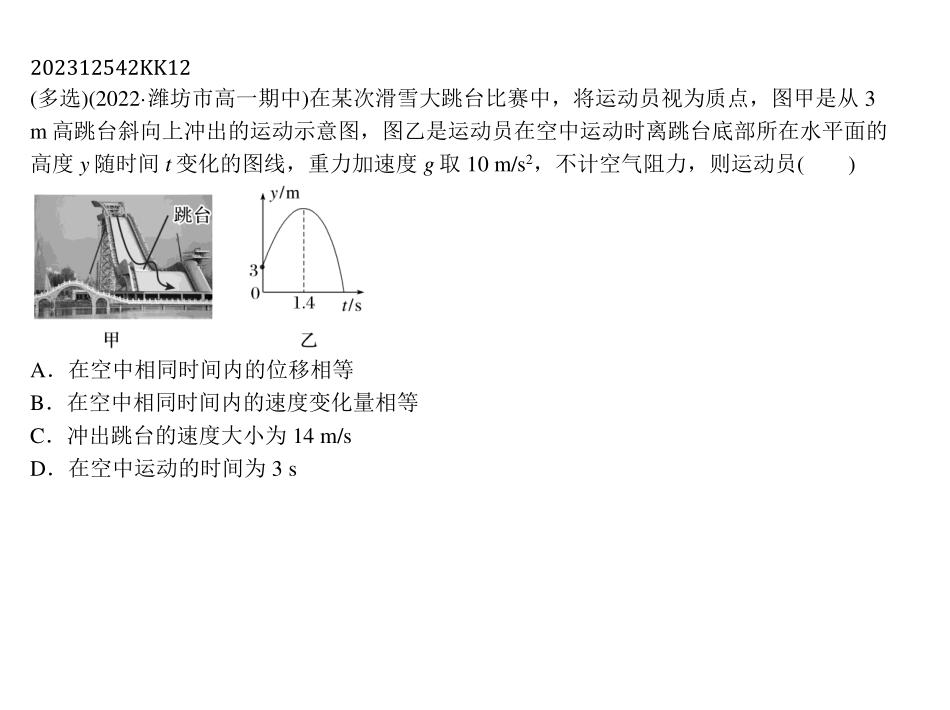 202312542KK12
(多选)(2022·潍坊市高一期中)在某次滑雪大跳台比赛中，将运动员视为质点，图甲是从 3
m 高跳台斜向上冲出的运动示意图，图乙是运动员在空中运动时离跳台底部所在水平面的
高度 y 随时间 t 变化的图线，重力加速度 g 取 10 m/s²，不计空气阻力，则运动员(　　)
跳台
y/m
3
0
1.4
t/s
甲
乙
A．在空中相同时间内的位移相等
B．在空中相同时间内的速度变化量相等
C．冲出跳台的速度大小为 14 m/s
D．在空中运动的时间为 3 s